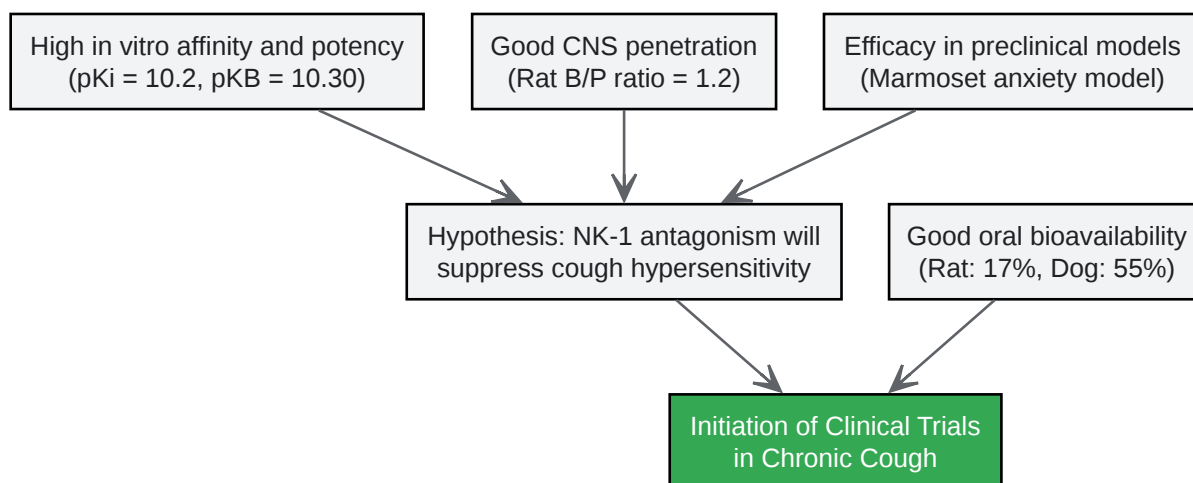 High in vitro affinity and potency
(pKi = 10.2, pKB = 10.30)
Good CNS penetration
(Rat B/P ratio = 1.2)
Efficacy in preclinical models
(Marmoset anxiety model)
Hypothesis: NK-1 antagonism will
suppress cough hypersensitivity
Good oral bioavailability
(Rat: 17%, Dog: 55%)
Initiation of Clinical Trials
in Chronic Cough